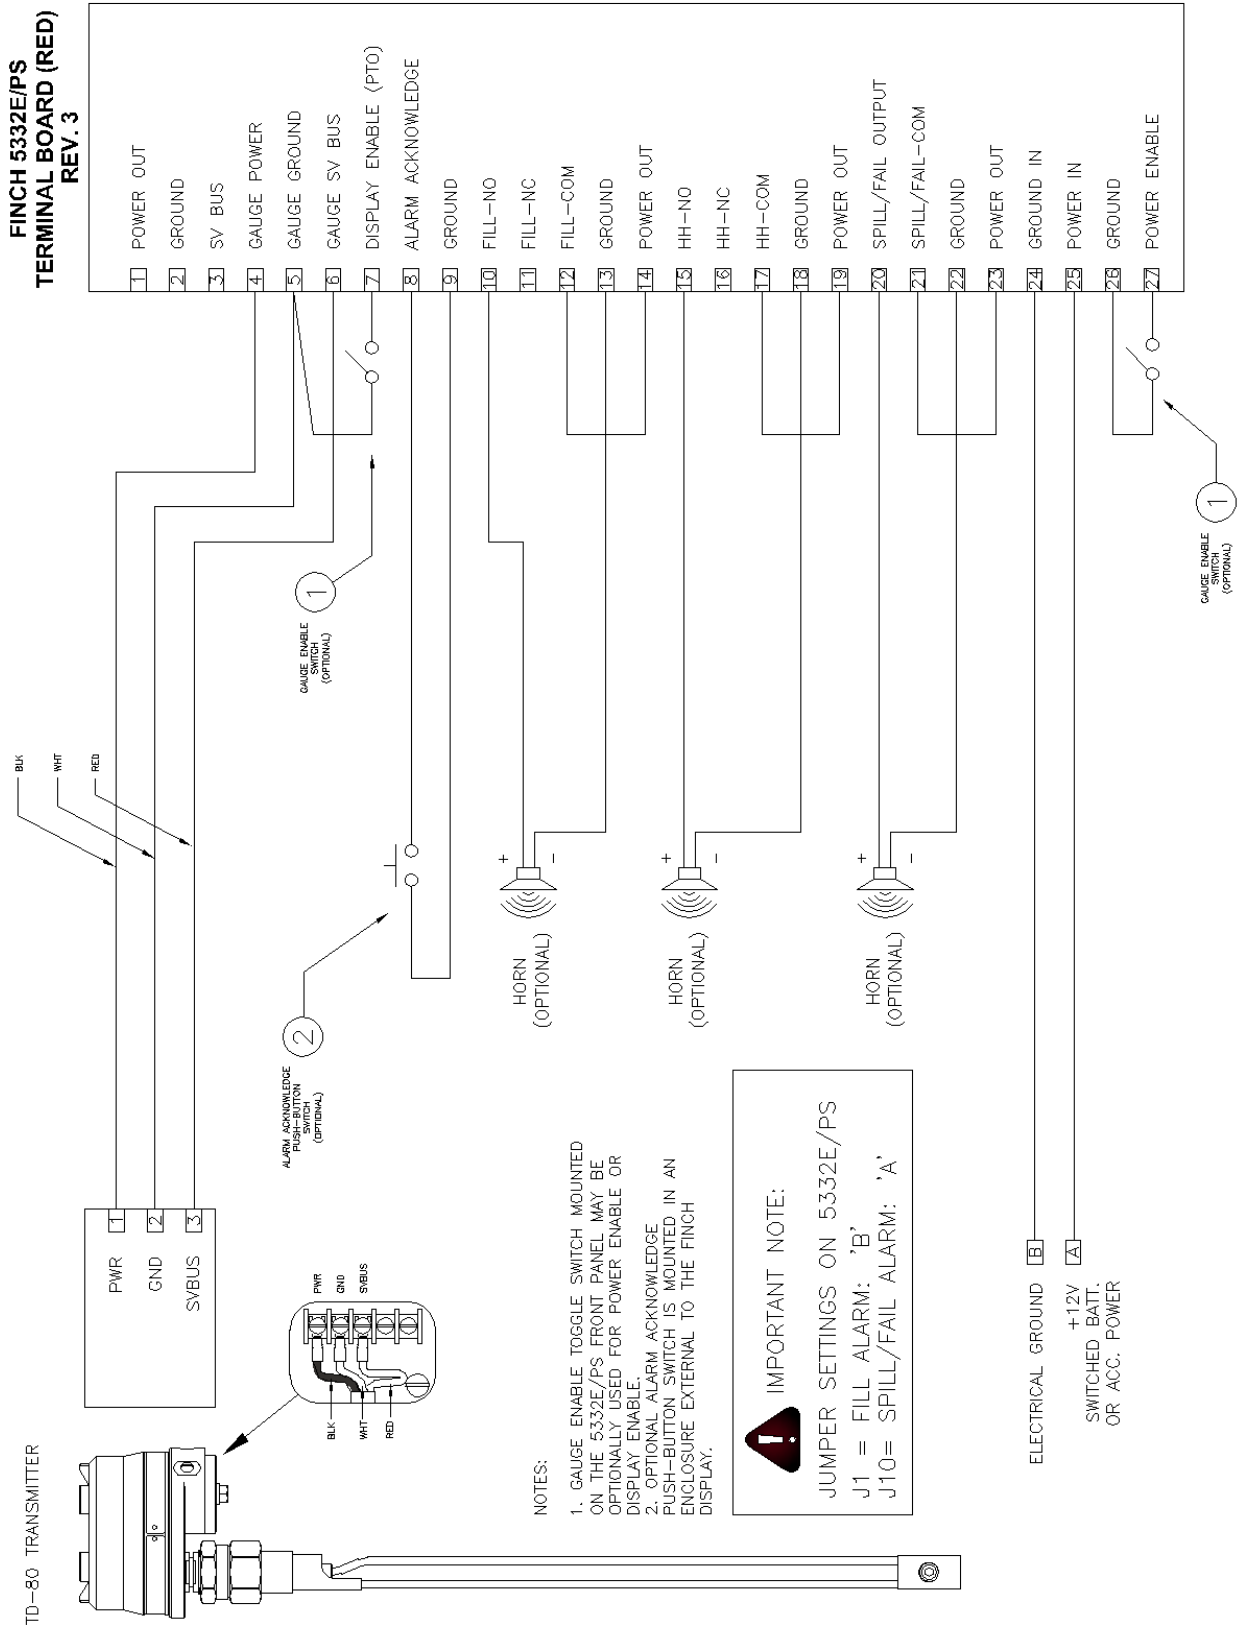 FINCH 5332E/PS
TERMINAL BOARD (RED)
REV. 3
1 POWER OUT
2 GROUND
3 SV BUS
4 GAUGE POWER
5 GAUGE GROUND
6 GAUGE SV BUS
7 DISPLAY ENABLE (PTO)
8 ALARM ACKNOWLEDGE
9 GROUND
10 FILL-NO
11 FILL-NC
12 FILL-COM
13 GROUND
14 POWER OUT
15 HH-NO
16 HH-NC
17 HH-COM
18 GROUND
19 POWER OUT
20 SPILL/FAIL OUTPUT
21 SPILL/FAIL-COM
22 GROUND
23 POWER OUT
24 GROUND IN
25 POWER IN
26 GROUND
27 POWER ENABLE
BLK
WHT
RED
1
GAUGE ENABLE
SWITCH
(OPTIONAL)
1
GAUGE ENABLE
SWITCH
(OPTIONAL)
2
ALARM ACKNOWLEDGE
PUSH-BUTTON
SWITCH
(OPTIONAL)
+
-
HORN
(OPTIONAL)
+
-
HORN
(OPTIONAL)
+
-
HORN
(OPTIONAL)
PWR 1
GND 2
SVBUS 3
TD-80 TRANSMITTER
PWR
GND
SVBUS
BLK
WHT
RED
NOTES:
1. GAUGE ENABLE TOGGLE SWITCH MOUNTED
ON THE 5332E/PS FRONT PANEL MAY BE
OPTIONALLY USED FOR POWER ENABLE OR
DISPLAY ENABLE.
2. OPTIONAL ALARM ACKNOWLEDGE
PUSH-BUTTON SWITCH IS MOUNTED IN AN
ENCLOSURE EXTERNAL TO THE FINCH
DISPLAY.
! IMPORTANT NOTE:
JUMPER SETTINGS ON 5332E/PS
J1 = FILL ALARM: 'B'
J10= SPILL/FAIL ALARM: 'A'
ELECTRICAL GROUND B
+12V A
SWITCHED BATT.
OR ACC. POWER